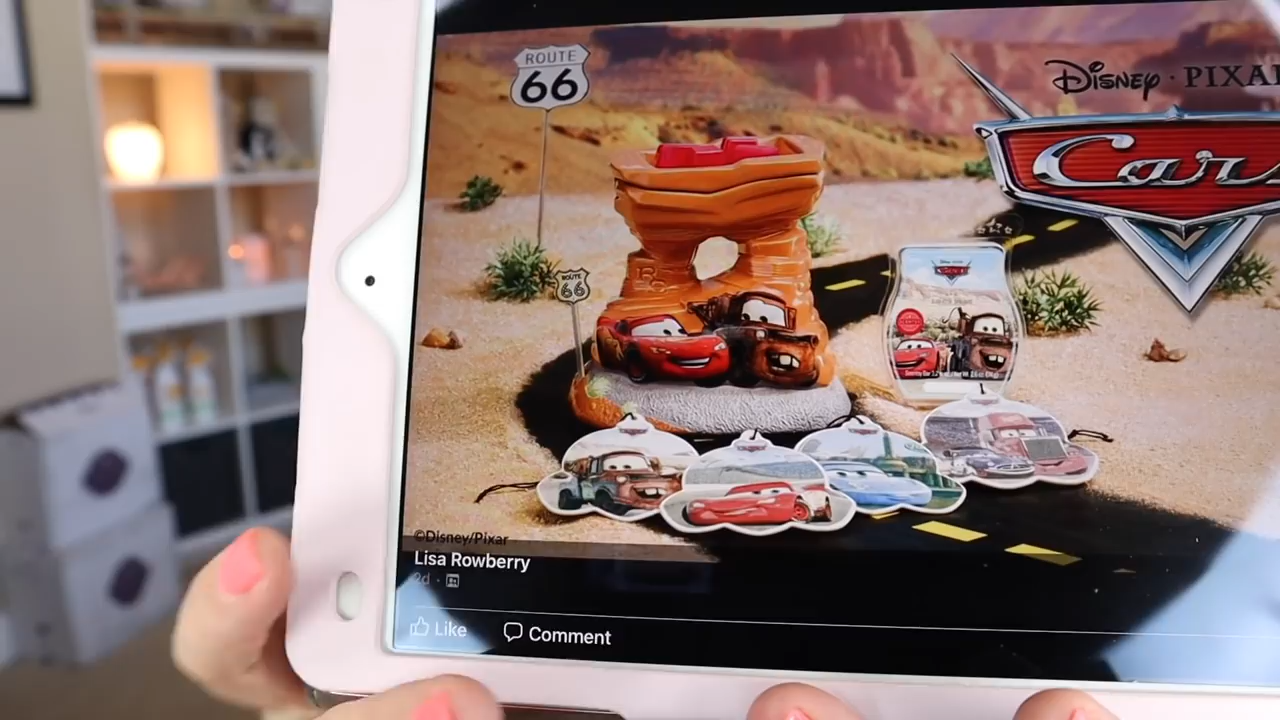 ROUTE
66
DISNEY · PIXAR
Cars
ROUTE
66
©Disney/Pixar
Lisa Rowberry
2d
Like
Comment